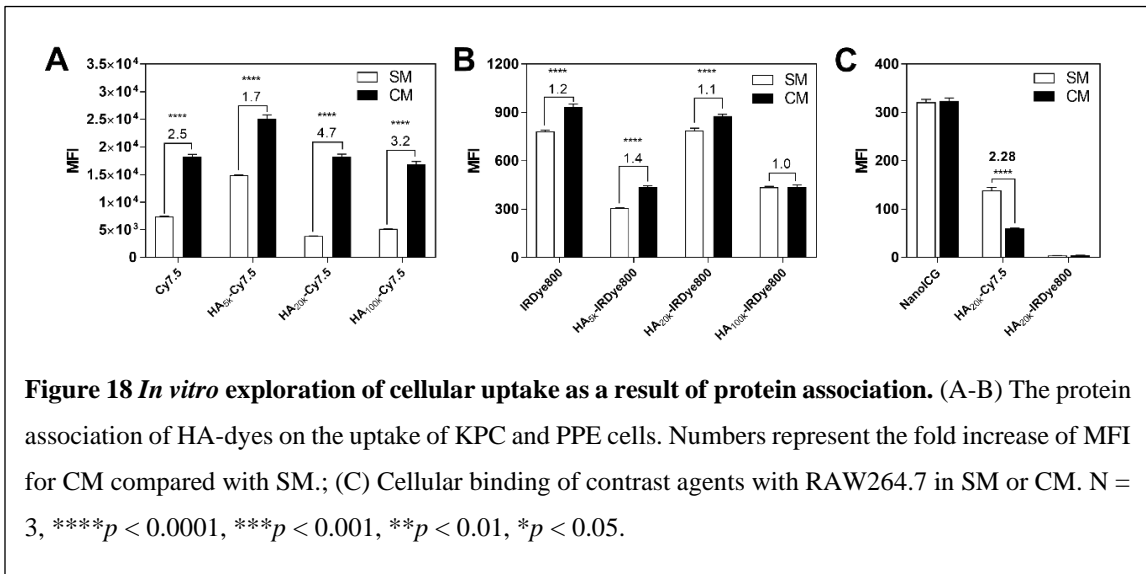 A
B
C
3.5×10⁴
3×10⁴
2.5×10⁴
2×10⁴
1.5×10⁴
1×10⁴
5×10³
0
MFI
SM
CM
****
2.5
****
1.7
****
4.7
****
3.2
Cy7.5
HA5k-Cy7.5
HA20k-Cy7.5
HA100k-Cy7.5
1200
900
600
300
0
MFI
SM
CM
****
1.2
****
1.4
****
1.1
1.0
IRDye800
HA5k-IRDye800
HA20k-IRDye800
HA100k-IRDye800
400
300
200
100
0
MFI
SM
CM
2.28
****
NanoICG
HA20k-Cy7.5
HA20k-IRDye800
Figure 18 In vitro exploration of cellular uptake as a result of protein association. (A-B) The protein
association of HA-dyes on the uptake of KPC and PPE cells. Numbers represent the fold increase of MFI
for CM compared with SM.; (C) Cellular binding of contrast agents with RAW264.7 in SM or CM. N =
3, ****p < 0.0001, ***p < 0.001, **p < 0.01, *p < 0.05.